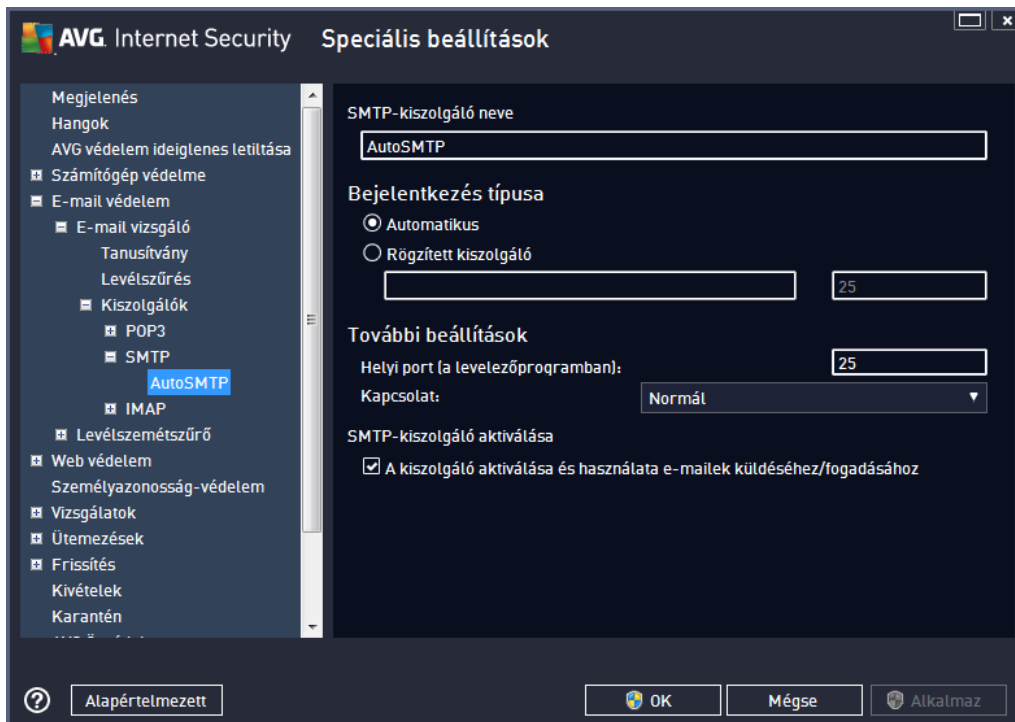 AVG Internet Security Speciális beállítások
Megjelenés
Hangok
AVG védelem ideiglenes letiltása
Számítógép védelme
E-mail védelem
E-mail vizsgáló
Tanusítvány
Levélszűrés
Kiszolgálók
POP3
SMTP
AutoSMTP
IMAP
Levélszemétszűrő
Web védelem
Személyazonosság-védelem
Vizsgálatok
Ütemezések
Frissítés
Kivételek
Karantén
SMTP-kiszolgáló neve
AutoSMTP
Bejelentkezés típusa
Automatikus
Rögzített kiszolgáló
25
További beállítások
Helyi port (a levelezőprogramban): 25
Kapcsolat: Normál
SMTP-kiszolgáló aktiválása
A kiszolgáló aktiválása és használata e-mailek küldéséhez/fogadásához
Alapértelmezett OK Mégse Alkalmaz